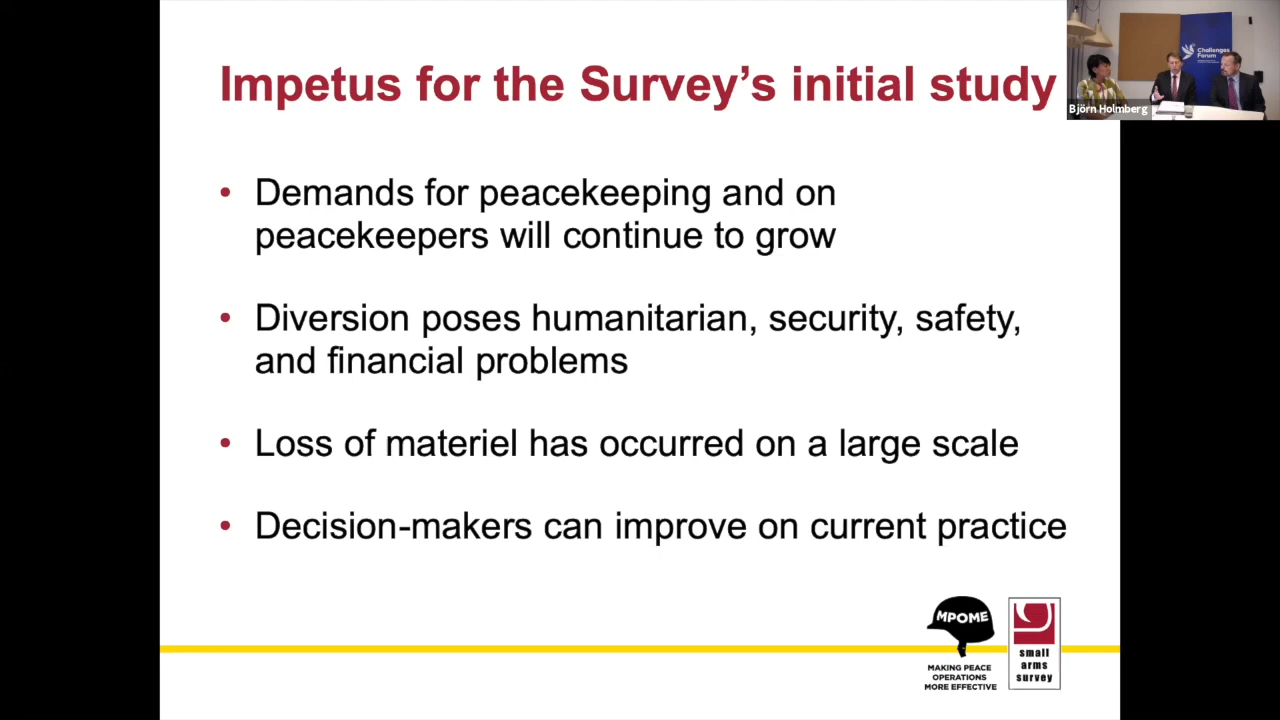 Impetus for the Survey's initial study
Challenges
Forum
Björn Holmberg
• Demands for peacekeeping and on
peacekeepers will continue to grow
• Diversion poses humanitarian, security, safety,
and financial problems
• Loss of materiel has occurred on a large scale
• Decision-makers can improve on current practice
MPOME
MAKING PEACE
OPERATIONS
MORE EFFECTIVE
small
arms
survey